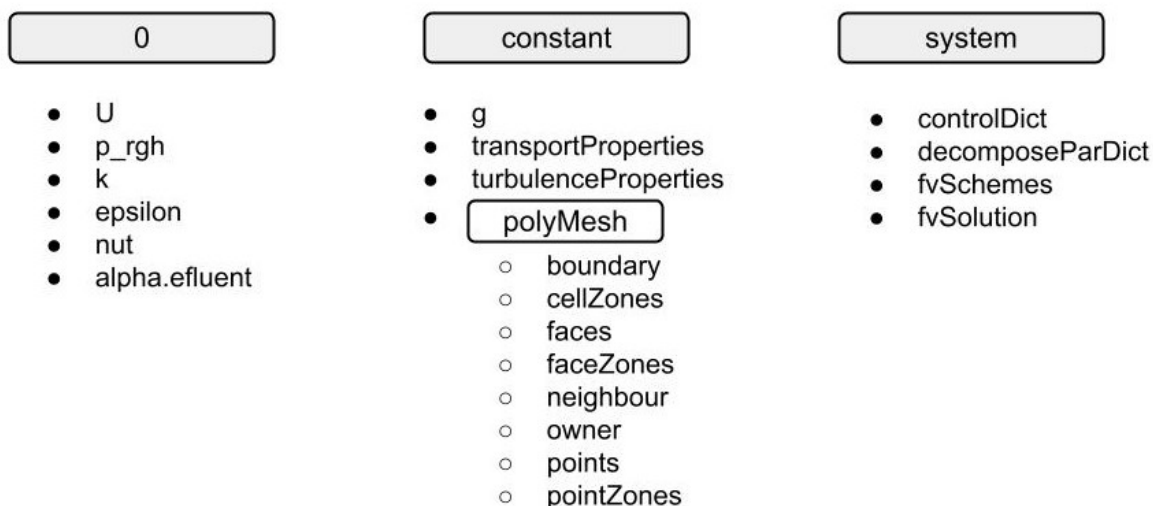 0
U
p_rgh
k
epsilon
nut
alpha.efluent
constant
g
transportProperties
turbulenceProperties
polyMesh
boundary
cellZones
faces
faceZones
neighbour
owner
points
pointZones
system
controlDict
decomposeParDict
fvSchemes
fvSolution